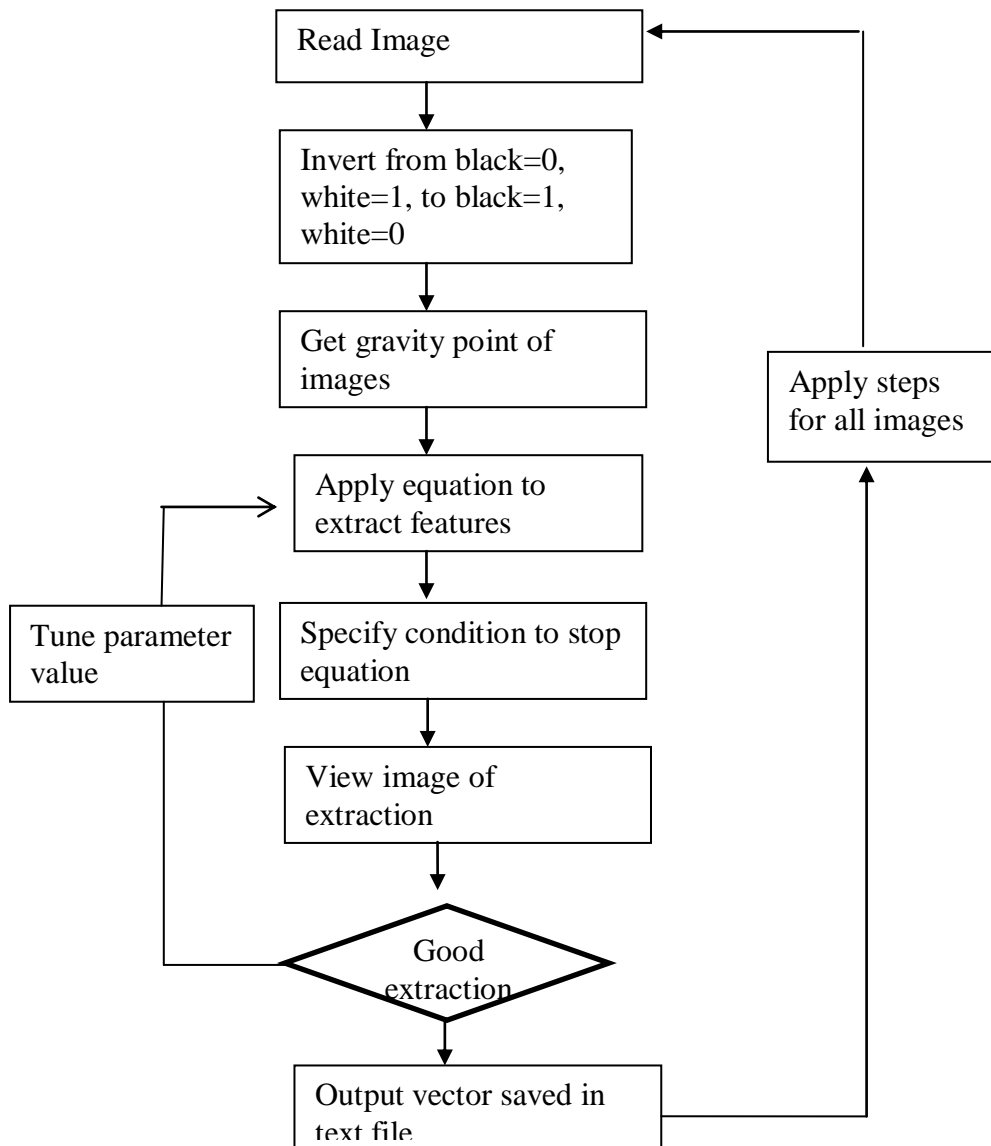 Read Image
Invert from black=0,
white=1, to black=1,
white=0
Get gravity point of
images
Apply steps
for all images
Apply equation to
extract features
Tune parameter
value
Specify condition to stop
equation
View image of
extraction
Good
extraction
Output vector saved in
text file